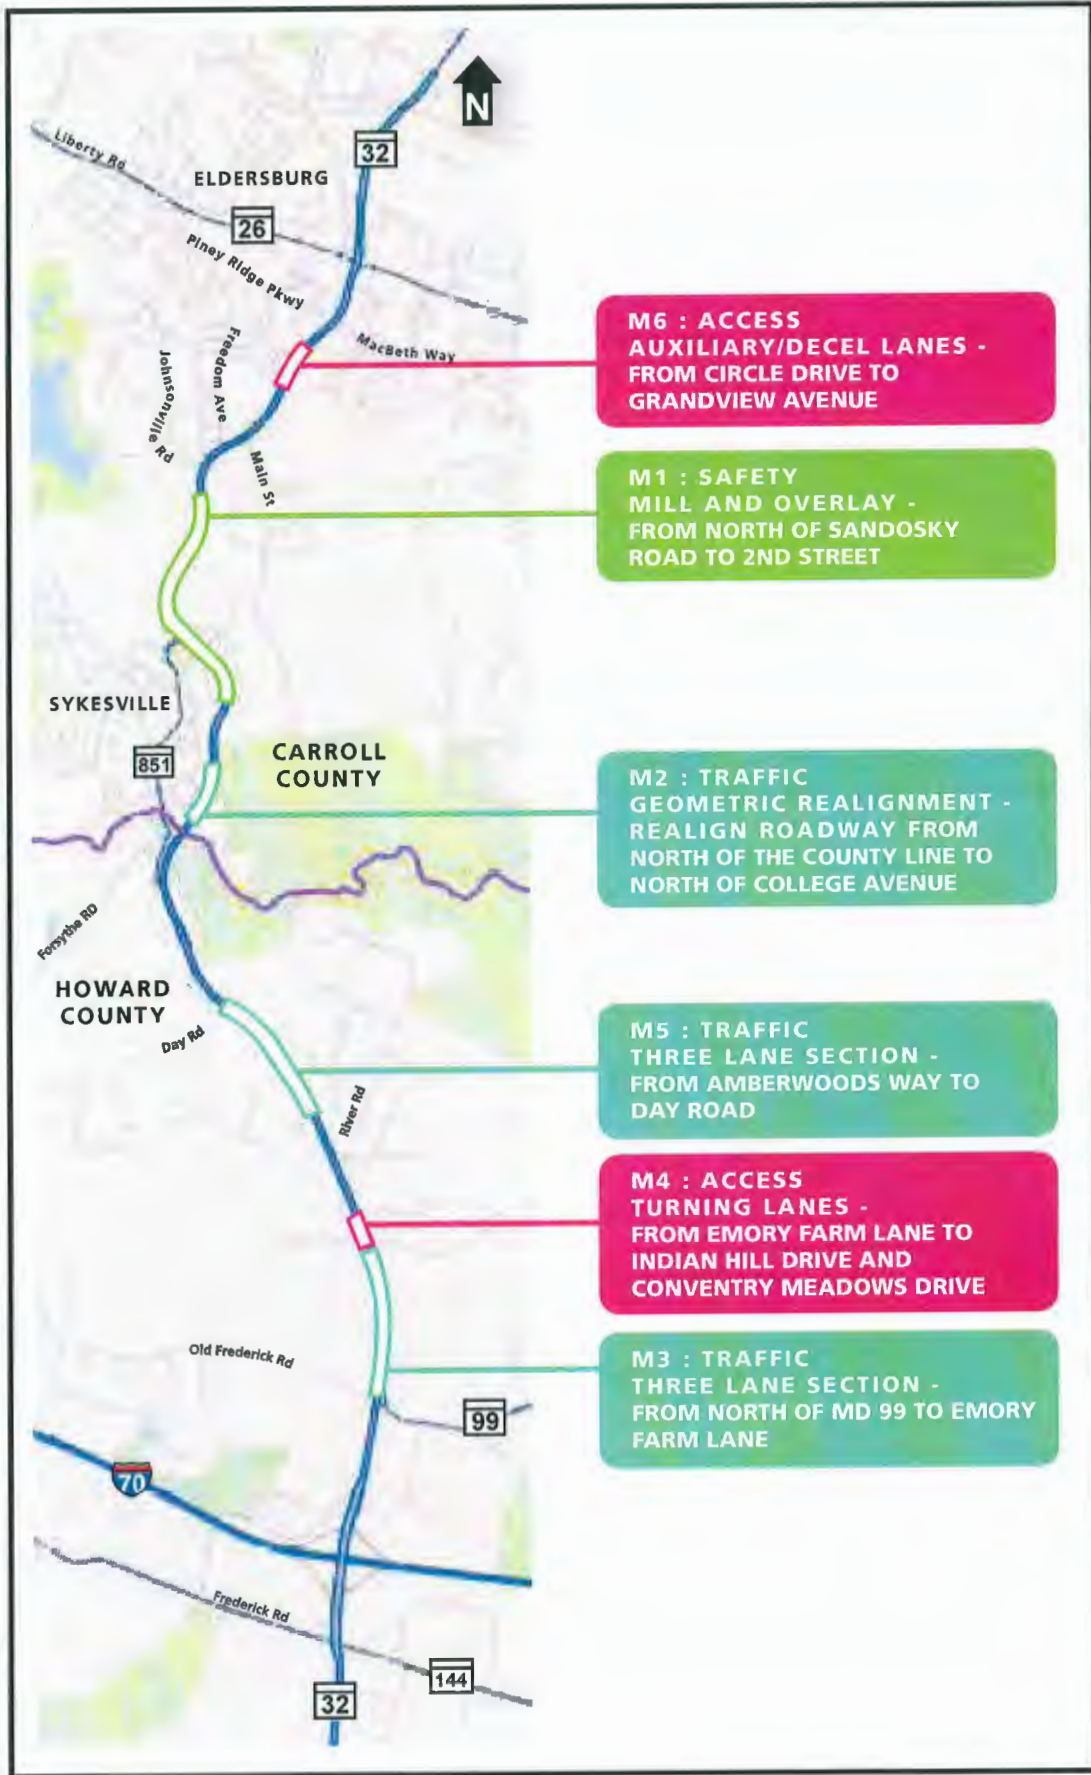 N
32
Liberty Rd
ELDERSBURG
26
Piney Ridge Pkwy
MacBeth Way
Freedom Ave
Johnsonville Rd
Main St
M6 : ACCESS
AUXILIARY/DECEL LANES -
FROM CIRCLE DRIVE TO
GRANDVIEW AVENUE
M1 : SAFETY
MILL AND OVERLAY -
FROM NORTH OF SANDOSKY
ROAD TO 2ND STREET
SYKESVILLE
851
CARROLL
COUNTY
M2 : TRAFFIC
GEOMETRIC REALIGNMENT -
REALIGN ROADWAY FROM
NORTH OF THE COUNTY LINE TO
NORTH OF COLLEGE AVENUE
Forsythe RD
HOWARD
COUNTY
Day Rd
River Rd
M5 : TRAFFIC
THREE LANE SECTION -
FROM AMBERWOODS WAY TO
DAY ROAD
M4 : ACCESS
TURNING LANES -
FROM EMORY FARM LANE TO
INDIAN HILL DRIVE AND
CONVENTRY MEADOWS DRIVE
Old Frederick Rd
99
M3 : TRAFFIC
THREE LANE SECTION -
FROM NORTH OF MD 99 TO EMORY
FARM LANE
70
Frederick Rd
144
32